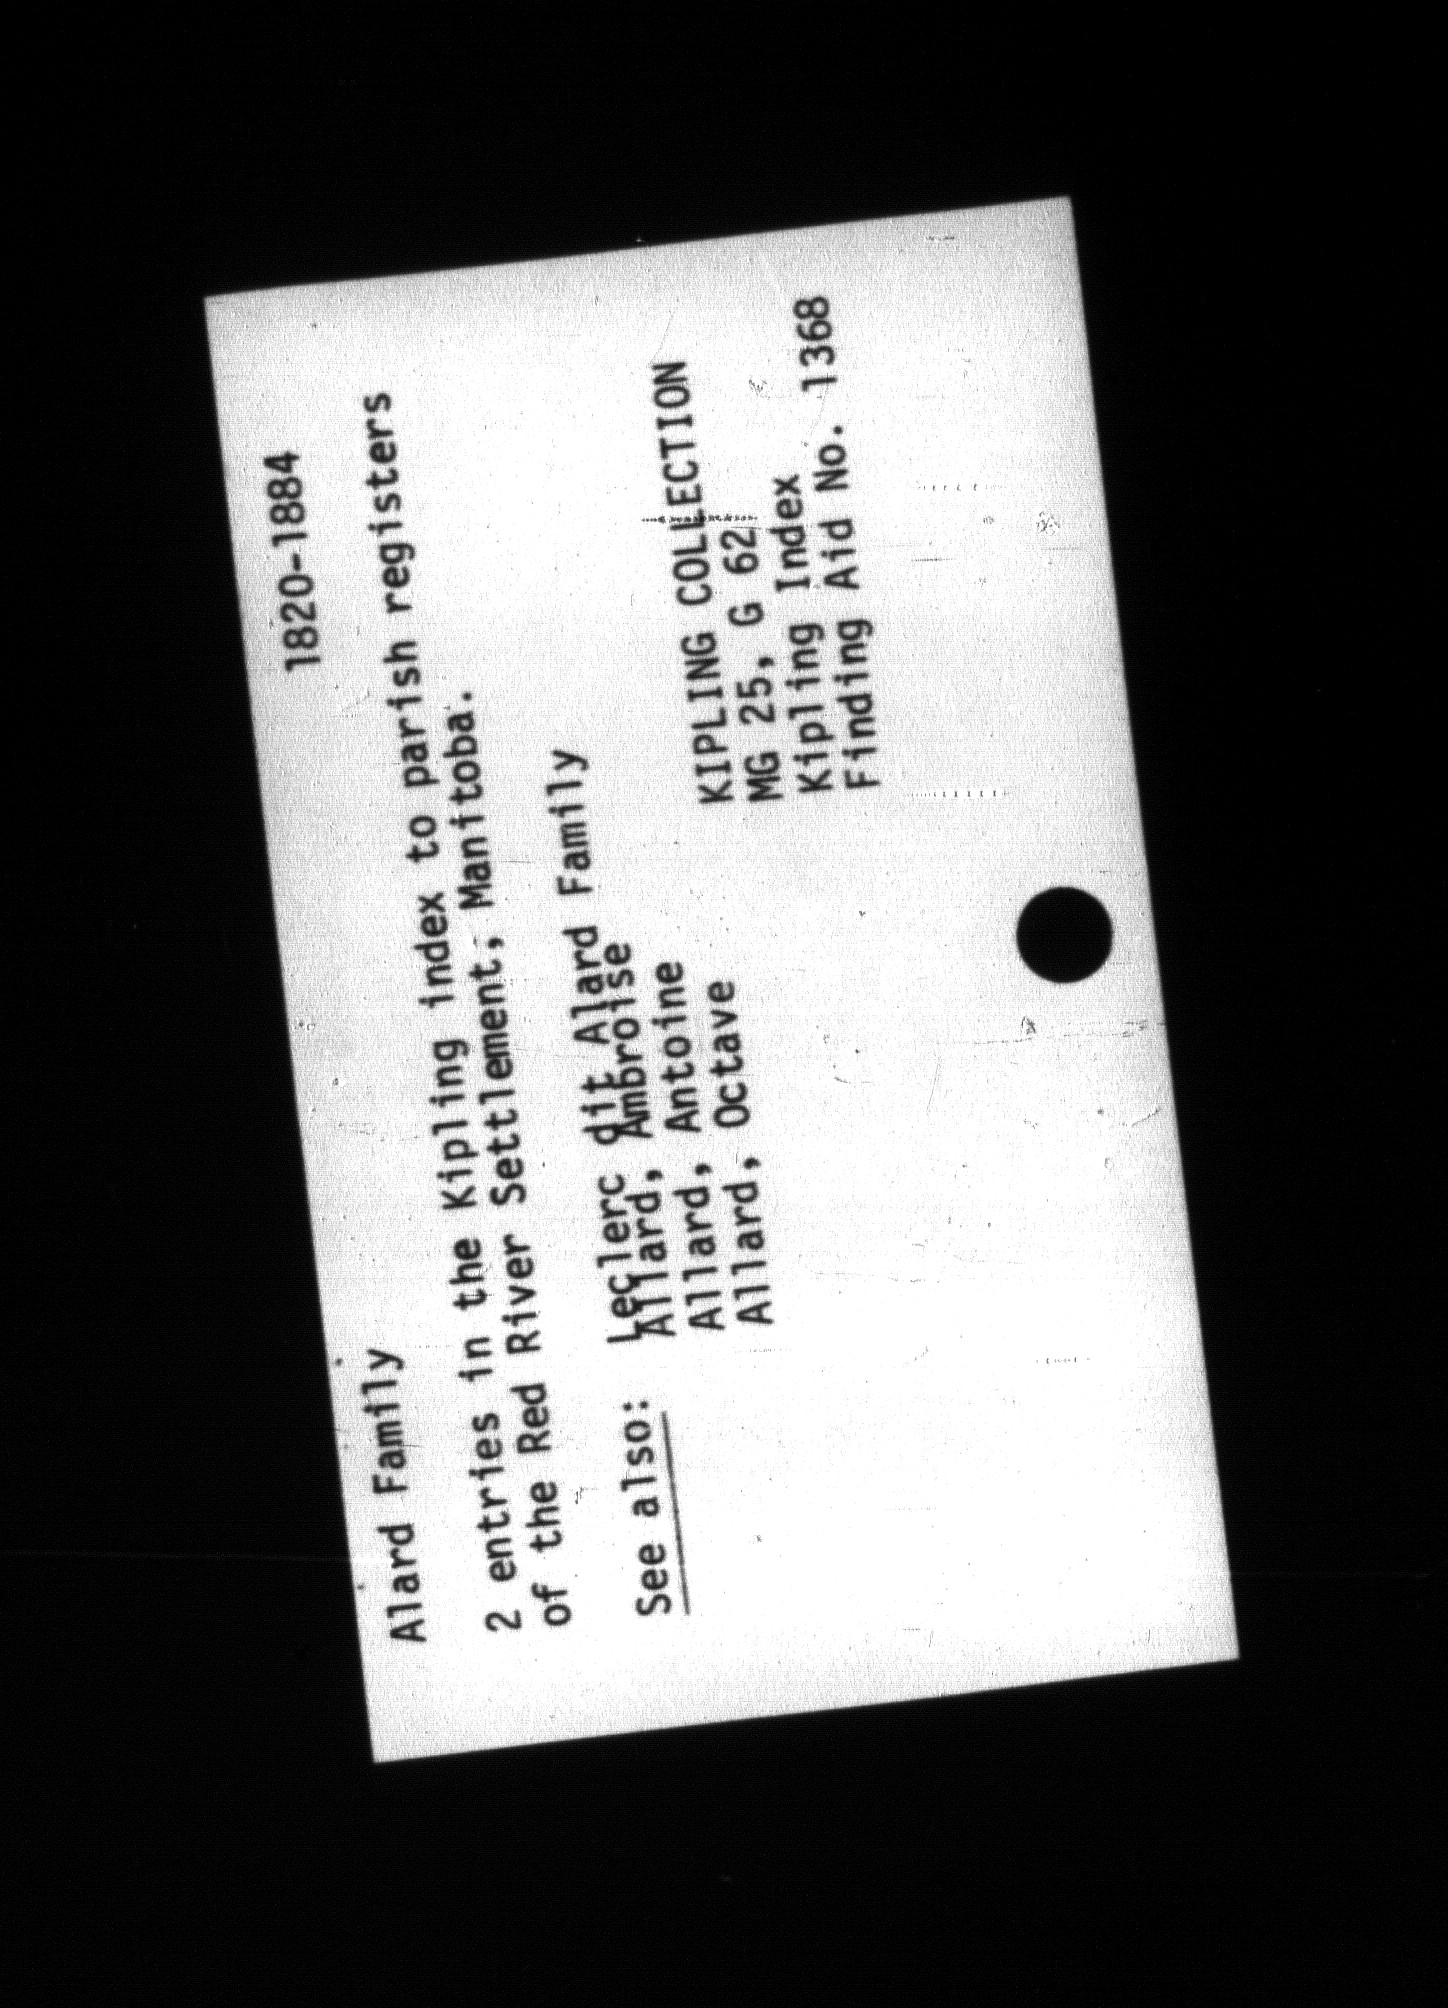 Alard Family 1820-1884
2 entries in the Kipling index to parish registers
of the Red River Settlement, Manitoba.
See also: Leclerc dit Alard Family
Allard, Ambroise
Allard, Antoine
Allard, Octave
KIPLING COLLECTION
MG 25, G 62
Kipling Index
Finding Aid No. 1368